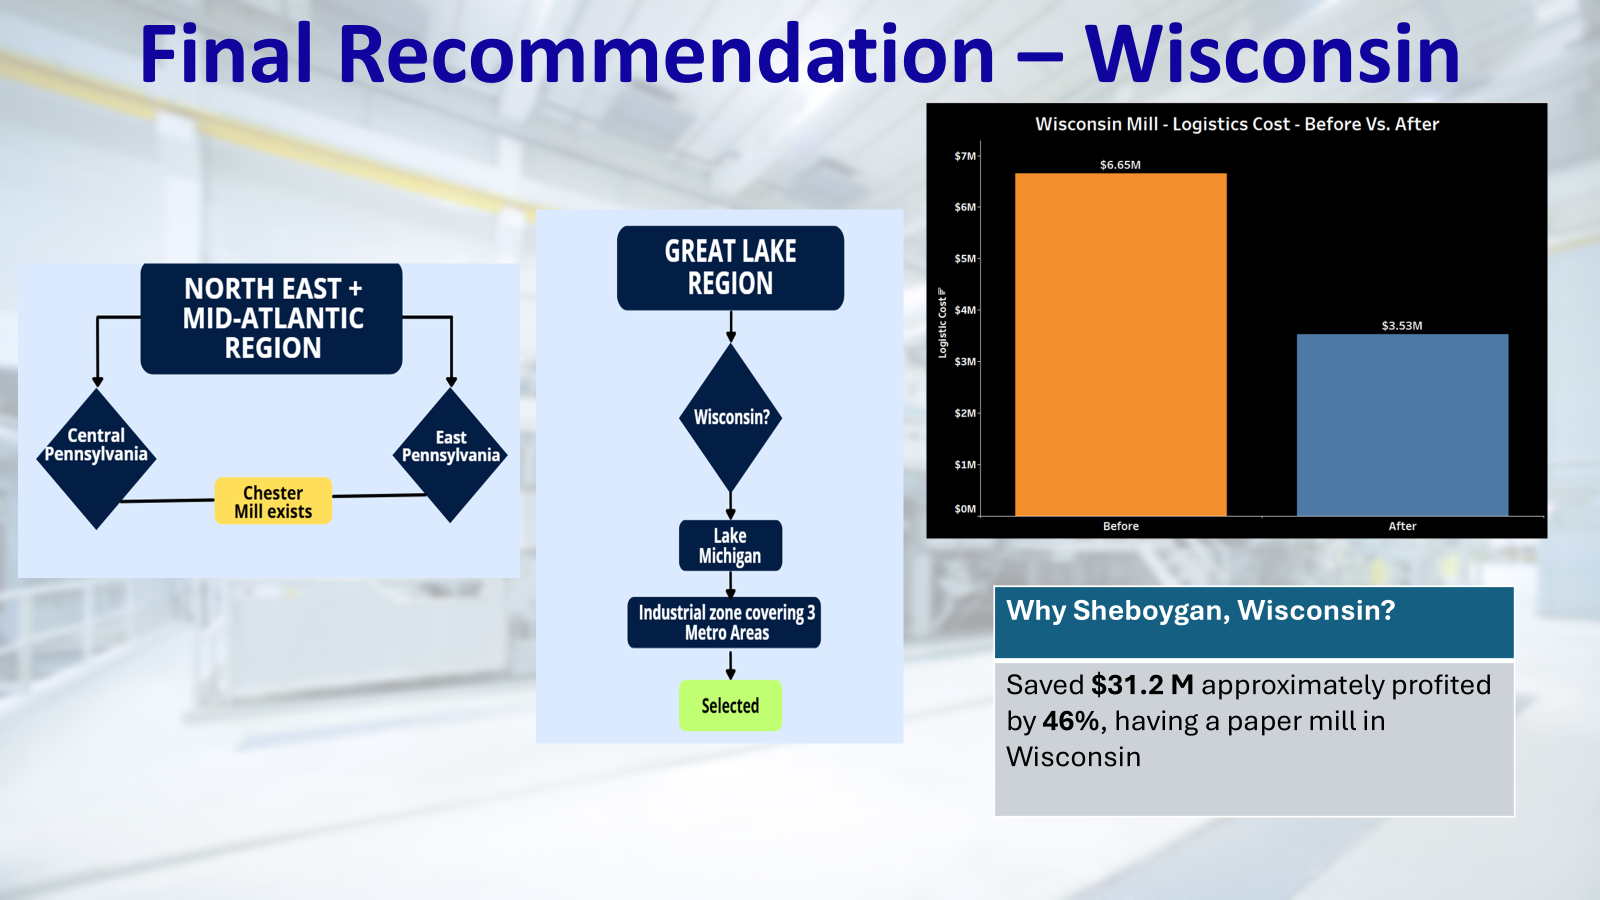 Final Recommendation – Wisconsin
NORTH EAST +
MID-ATLANTIC
REGION
Central
Pennsylvania
East
Pennsylvania
Chester
Mill exists
GREAT LAKE
REGION
Wisconsin?
Lake
Michigan
Industrial zone covering 3
Metro Areas
Selected
Wisconsin Mill - Logistics Cost - Before Vs. After
Logistic Cost
$7M
$6M
$5M
$4M
$3M
$2M
$1M
$0M
$6.65M
$3.53M
Before
After
Why Sheboygan, Wisconsin?
Saved $31.2 M approximately profited
by 46%, having a paper mill in
Wisconsin